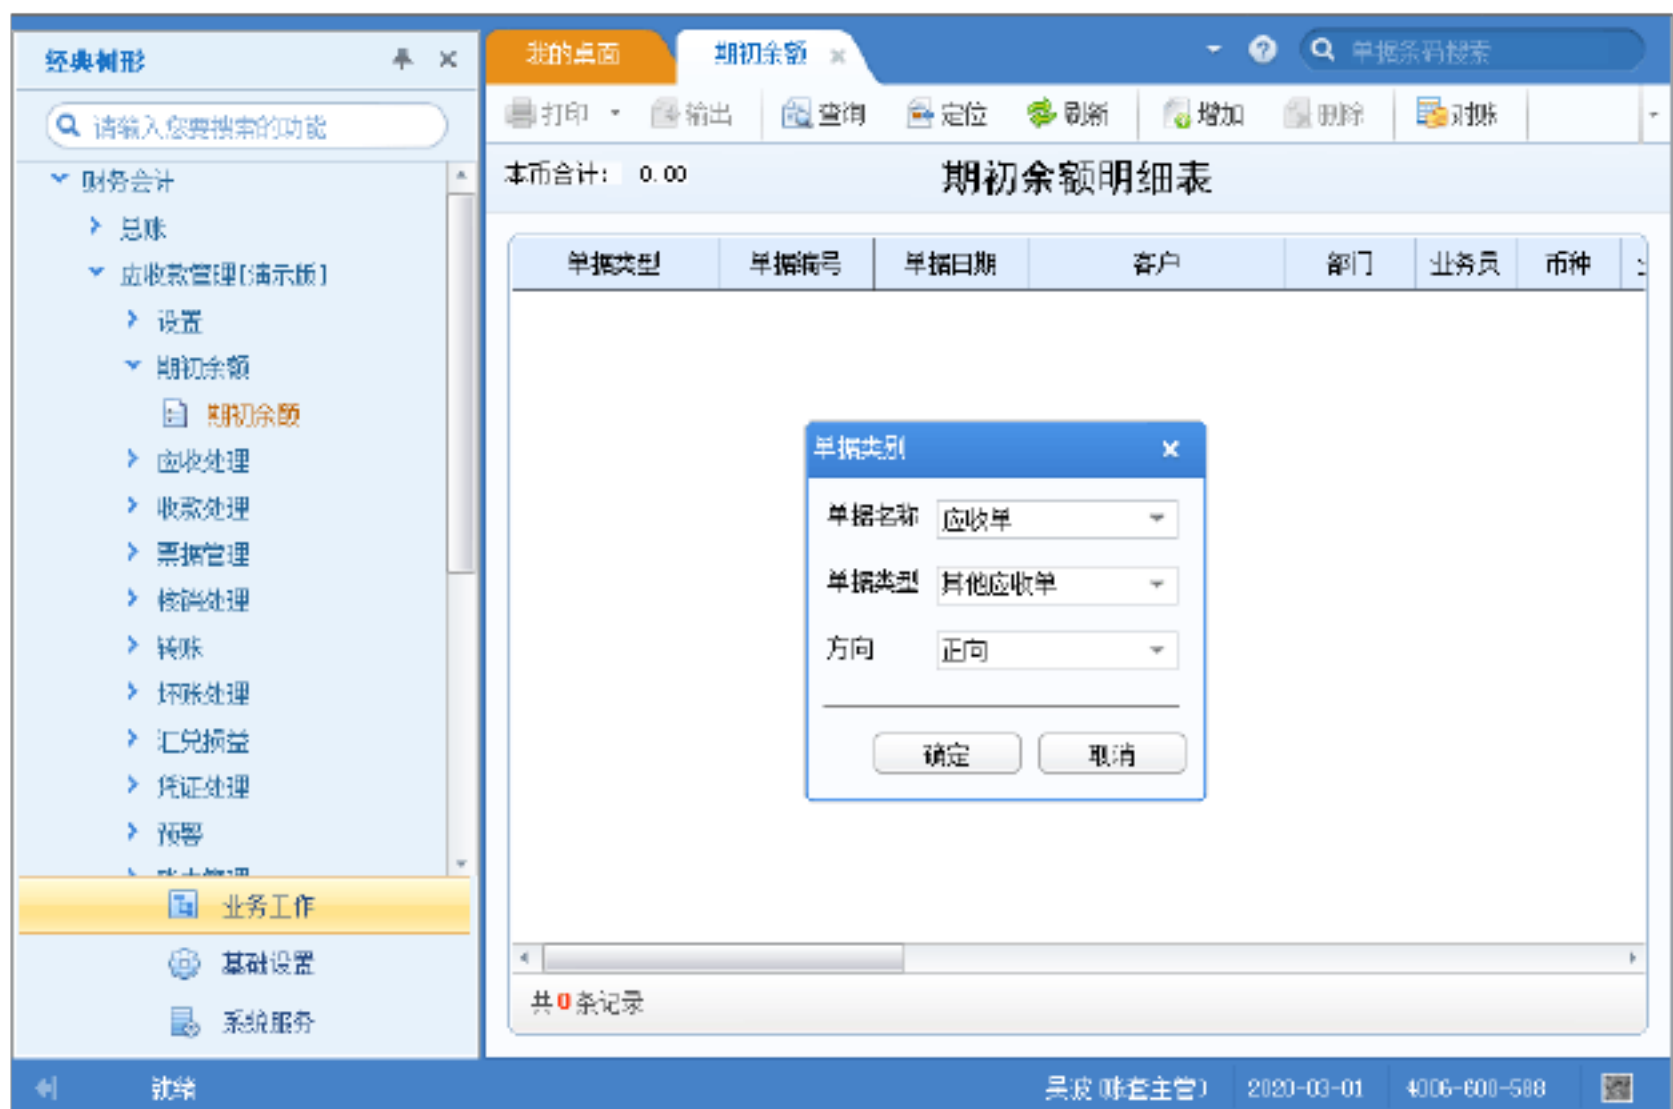 经典树形
请输入您要搜索的功能
财务会计
总账
应收款管理[演示版]
设置
期初余额
期初余额
应收处理
收款处理
票据管理
核销处理
转账
坏账处理
汇兑损益
凭证处理
预警
业务工作
基础设置
系统服务
我的桌面 期初余额
单据条码搜索
打印 输出 查询 定位 刷新 增加 删除 对账
本币合计： 0.00 期初余额明细表
单据类型 单据编号 单据日期 客户 部门 业务员 币种
单据类别
单据名称 应收单
单据类型 其他应收单
方向 正向
确定 取消
共0条记录
就绪 吴波(账套主管) 2020-03-01 4006-600-588